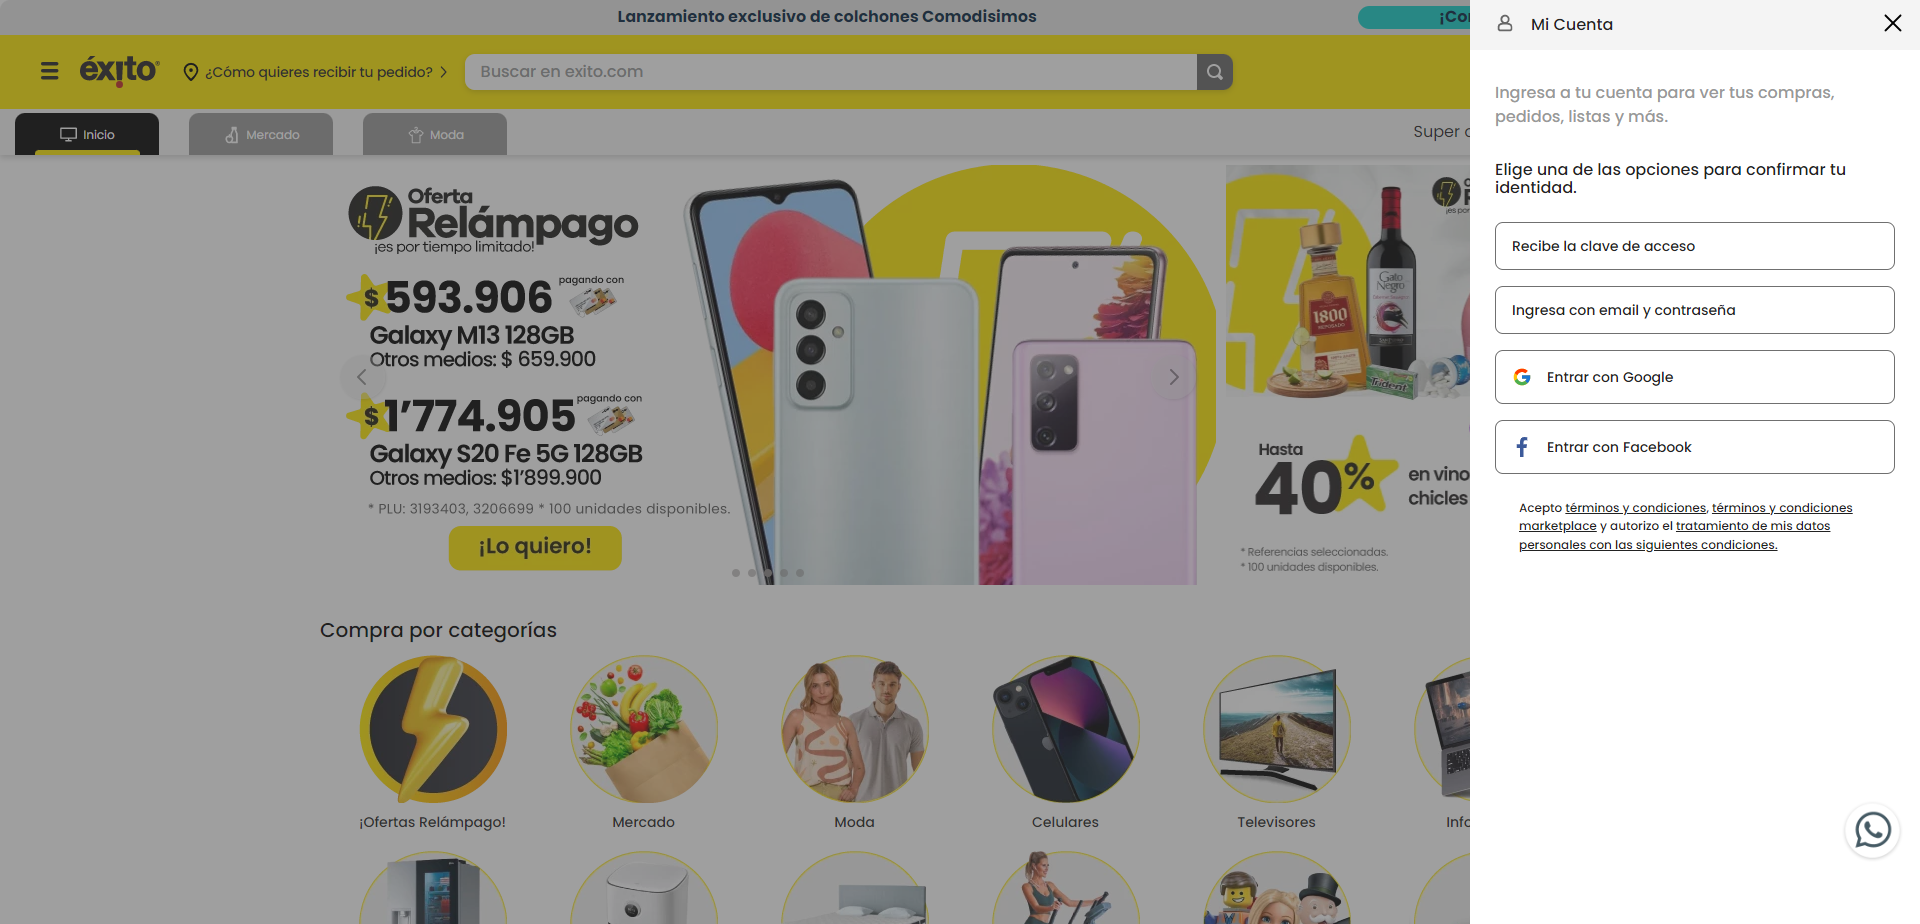 Lanzamiento exclusivo de colchones Comodisimos
éxito
¿Cómo quieres recibir tu pedido?
Buscar en exito.com
Inicio
Mercado
Moda
Super
Oferta
Relámpago
¡es por tiempo limitado!
$593.906 pagando con
Galaxy M13 128GB
Otros medios: $ 659.900
$1'774.905 pagando con
Galaxy S20 Fe 5G 128GB
Otros medios: $1'899.900
* PLU: 3193403, 3206699 * 100 unidades disponibles.
¡Lo quiero!
1800
Gato
Negro
Trident
Hasta
40%
en vino
chicles
* Referencias seleccionadas.
* 100 unidades disponibles.
Compra por categorías
¡Ofertas Relámpago!
Mercado
Moda
Celulares
Televisores
Mi Cuenta
Ingresa a tu cuenta para ver tus compras,
pedidos, listas y más.
Elige una de las opciones para confirmar tu
identidad.
Recibe la clave de acceso
Ingresa con email y contraseña
Entrar con Google
Entrar con Facebook
Acepto términos y condiciones, términos y condiciones
marketplace y autorizo el tratamiento de mis datos
personales con las siguientes condiciones.